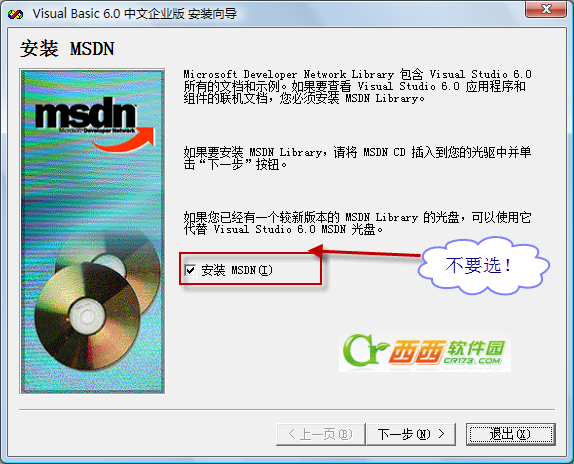 Visual Basic 6.0 中文企业版 安装向导
安装 MSDN
msdn
Microsoft Developer Network
Microsoft Developer Network Library 包含 Visual Studio 6.0
所有的文档和示例。如果要查看 Visual Studio 6.0 应用程序和
组件的联机文档，您必须安装 MSDN Library。
如果要安装 MSDN Library，请将 MSDN CD 插入到您的光驱中并单
击“下一步”按钮。
如果您已经有一个较新版本的 MSDN Library 的光盘，可以使用它
代替 Visual Studio 6.0 MSDN 光盘。
安装 MSDN(I)
不要选！
Cr 西西软件园
CR173.com
< 上一页(B)
下一步(N) >
退出(X)